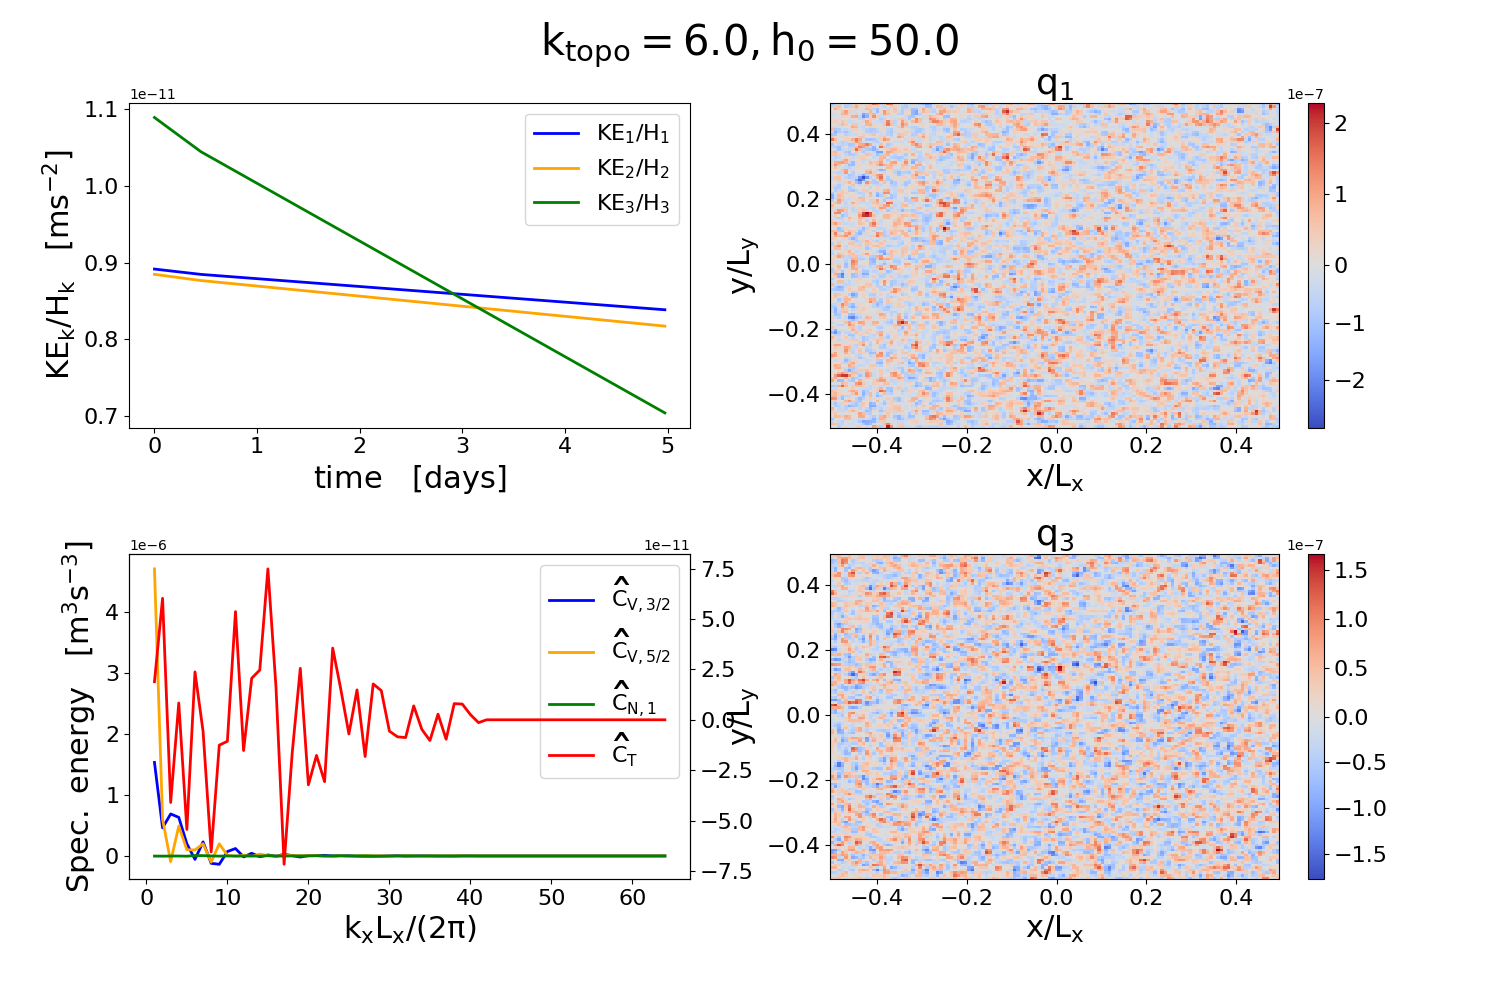 k_topo = 6.0, h_0 = 50.0
1e−11
KE_k/H_k [ms^−2]
1.1
1.0
0.9
0.8
0.7
KE_1/H_1
KE_2/H_2
KE_3/H_3
0 1 2 3 4 5
time [days]
q_1
1e−7
y/L_y
0.4
0.2
0.0
−0.2
−0.4
−0.4 −0.2 0.0 0.2 0.4
x/L_x
2
1
0
−1
−2
1e−6
1e−11
Spec. energy [m^3s^−3]
4
3
2
1
0
Ĉ_V,3/2
Ĉ_V,5/2
Ĉ_N,1
Ĉ_T
7.5
5.0
2.5
0.0
−2.5
−5.0
−7.5
0 10 20 30 40 50 60
k_xL_x/(2π)
q_3
1e−7
y/L_y
0.4
0.2
0.0
−0.2
−0.4
−0.4 −0.2 0.0 0.2 0.4
x/L_x
1.5
1.0
0.5
0.0
−0.5
−1.0
−1.5